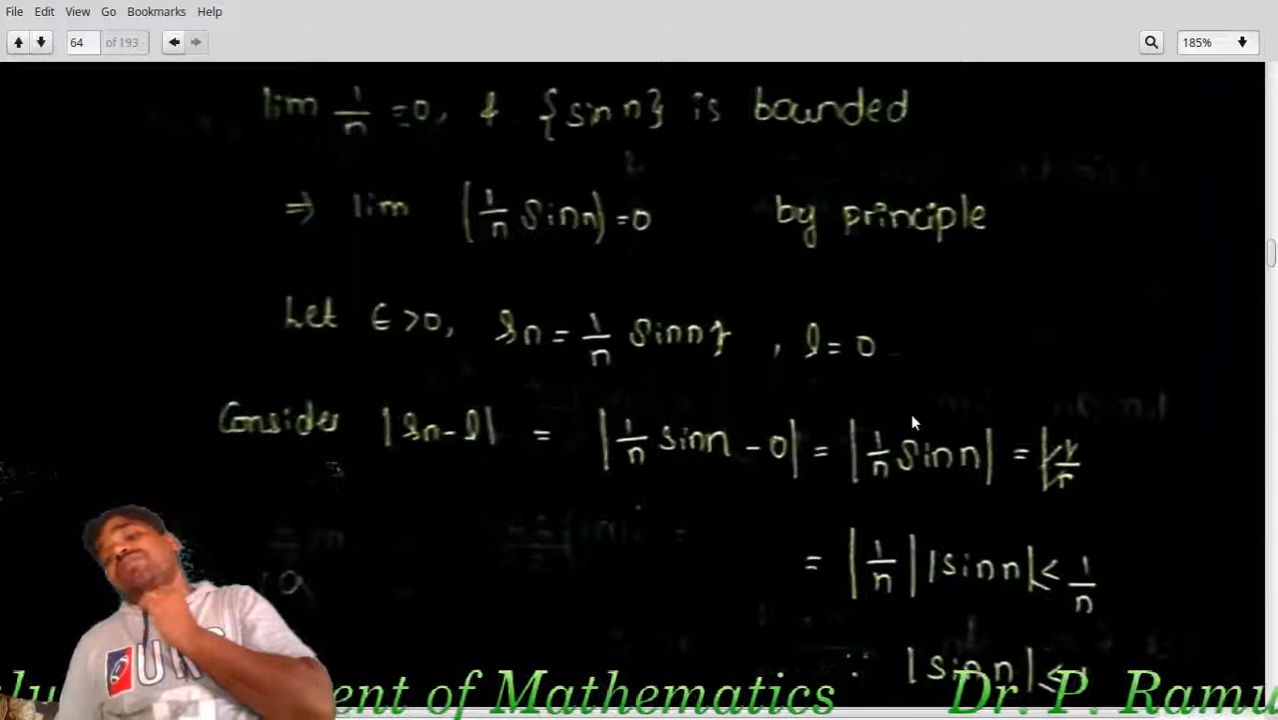 File Edit View Go Bookmarks Help
64 of 193 185%
lim 1/n = 0, & {sin n} is bounded
⇒ lim (1/n sin n) = 0 by principle
Let ε > 0, sn = 1/n sin n} , l = 0
Consider |sn - l| = |1/n sin n - 0| = |1/n sin n| =
= |1/n| |sin n| < 1/n
∵ |sin n| ≤
ent of Mathematics Dr. P. Ramu